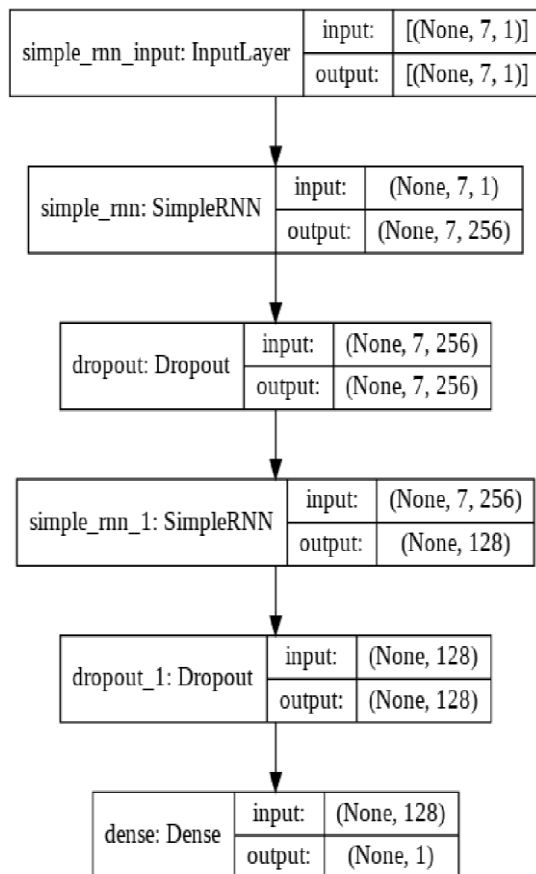 simple_rnn_input: InputLayer
input: [(None, 7, 1)]
output: [(None, 7, 1)]
simple_rnn: SimpleRNN
input: (None, 7, 1)
output: (None, 7, 256)
dropout: Dropout
input: (None, 7, 256)
output: (None, 7, 256)
simple_rnn_1: SimpleRNN
input: (None, 7, 256)
output: (None, 128)
dropout_1: Dropout
input: (None, 128)
output: (None, 128)
dense: Dense
input: (None, 128)
output: (None, 1)